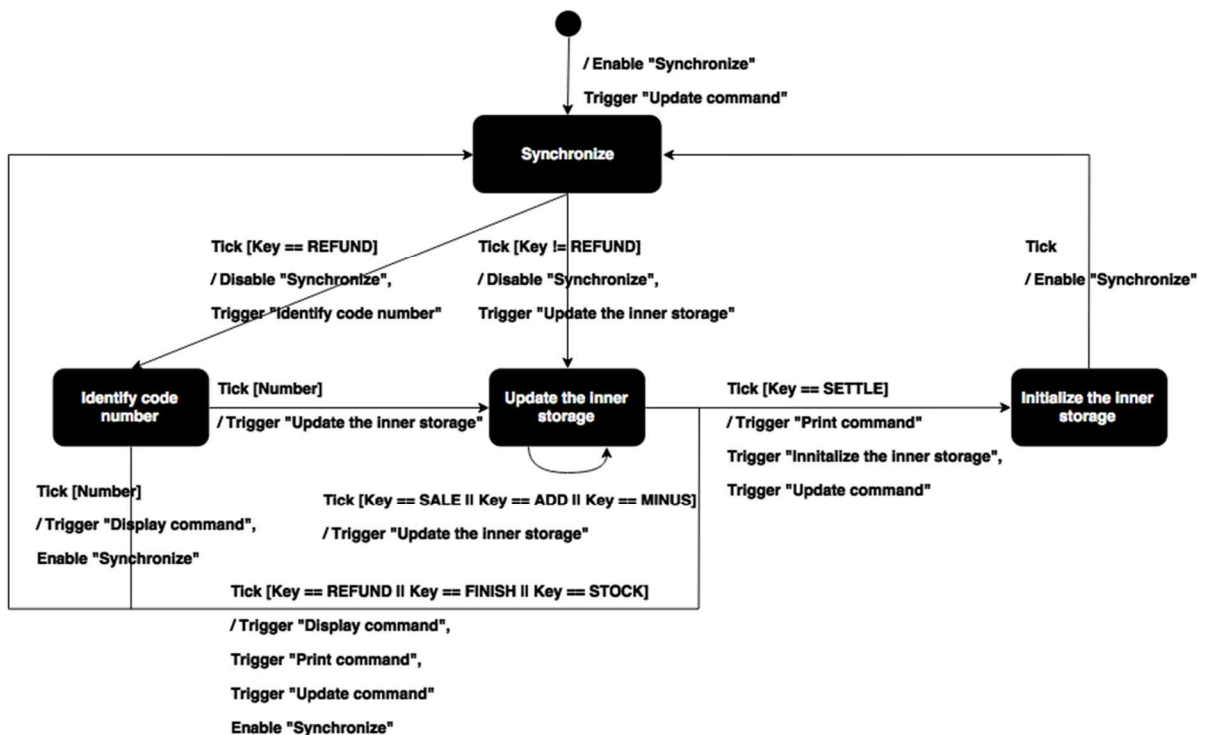 / Enable "Synchronize"
Trigger "Update command"
Synchronize
Tick [Key == REFUND]
/ Disable "Synchronize",
Trigger "Identify code number"
Tick [Key != REFUND]
/ Disable "Synchronize",
Trigger "Update the inner storage"
Tick
/ Enable "Synchronize"
Identify code
number
Tick [Number]
/ Trigger "Update the inner storage"
Update the inner
storage
Tick [Key == SETTLE]
/ Trigger "Print command"
Trigger "Innitalize the inner storage",
Trigger "Update command"
Initialize the inner
storage
Tick [Number]
/ Trigger "Display command",
Enable "Synchronize"
Tick [Key == SALE II Key == ADD II Key == MINUS]
/ Trigger "Update the inner storage"
Tick [Key == REFUND II Key == FINISH II Key == STOCK]
/ Trigger "Display command",
Trigger "Print command",
Trigger "Update command"
Enable "Synchronize"